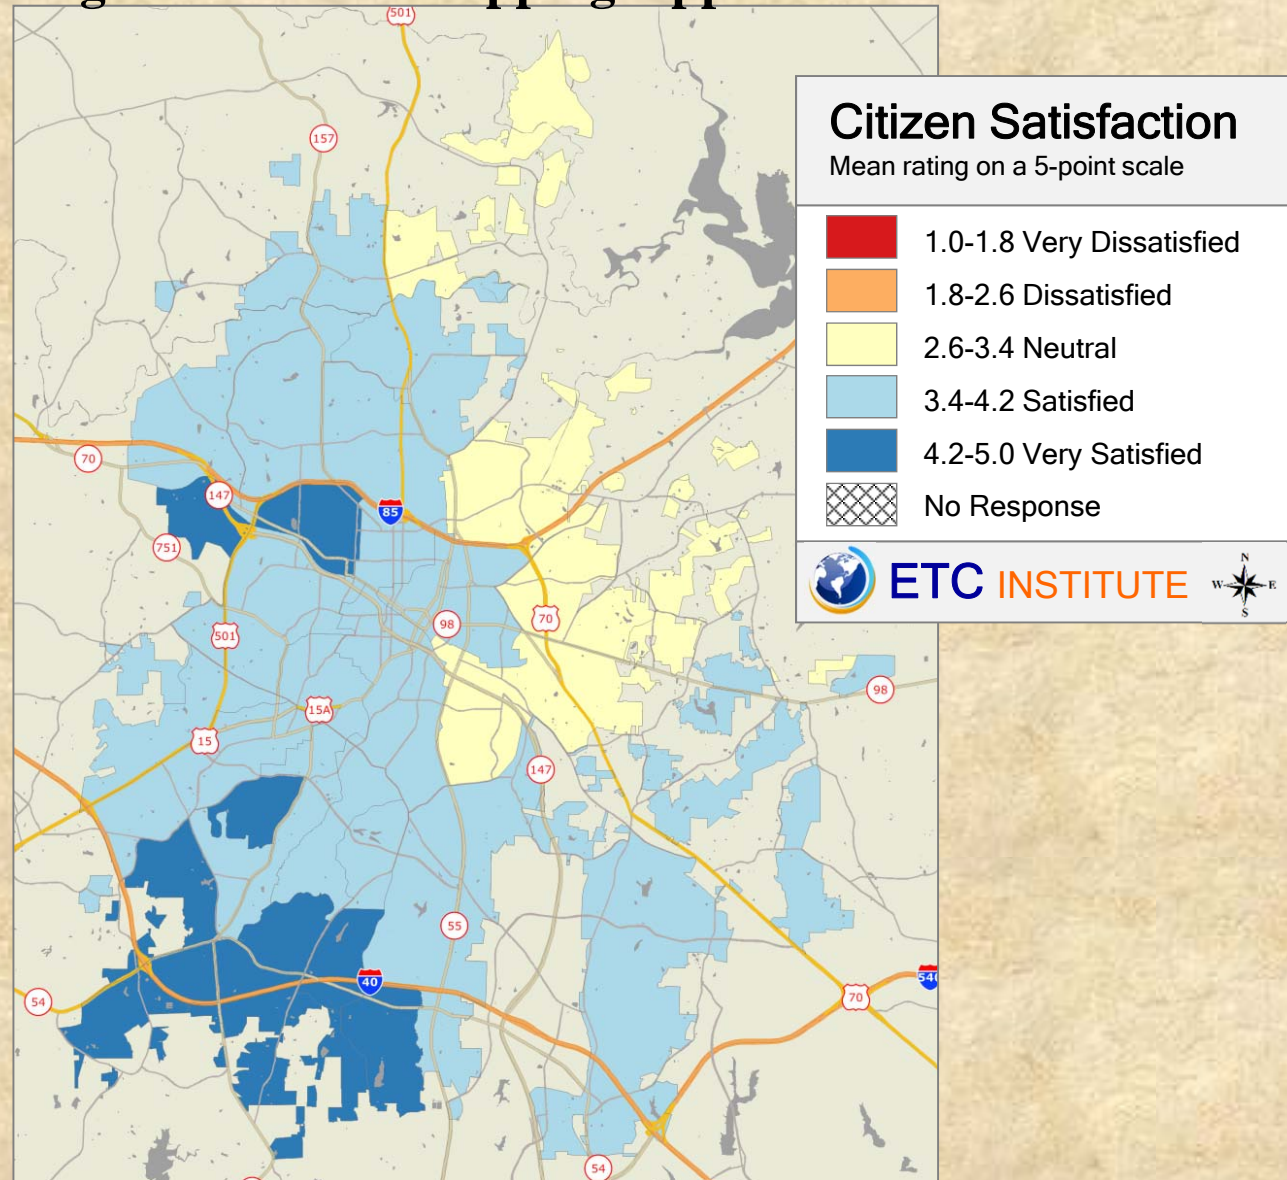 501
157
Citizen Satisfaction
Mean rating on a 5-point scale
1.0-1.8 Very Dissatisfied
1.8-2.6 Dissatisfied
2.6-3.4 Neutral
3.4-4.2 Satisfied
4.2-5.0 Very Satisfied
No Response
ETC INSTITUTE
N
W
E
S
70
147
85
751
70
98
501
98
15A
15
147
55
40
540
70
54
54